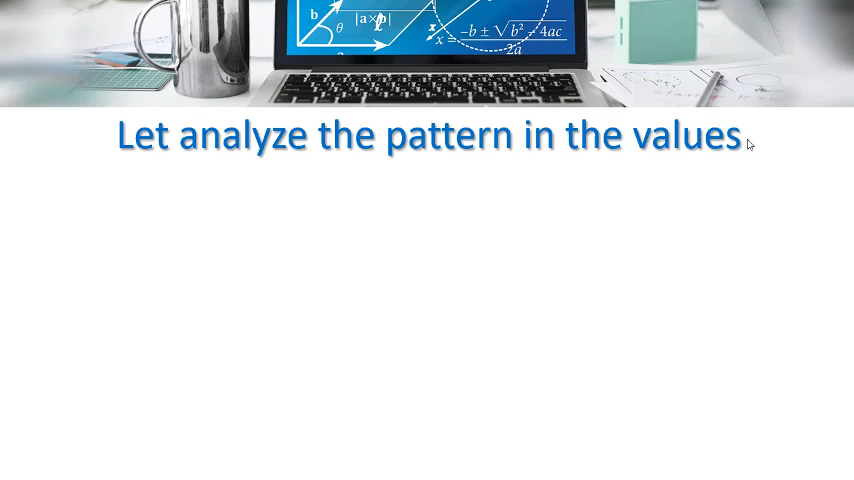 b
θ
|a×b|
ℓ
x
x = −b ± √b² − 4ac
2a
Let analyze the pattern in the values